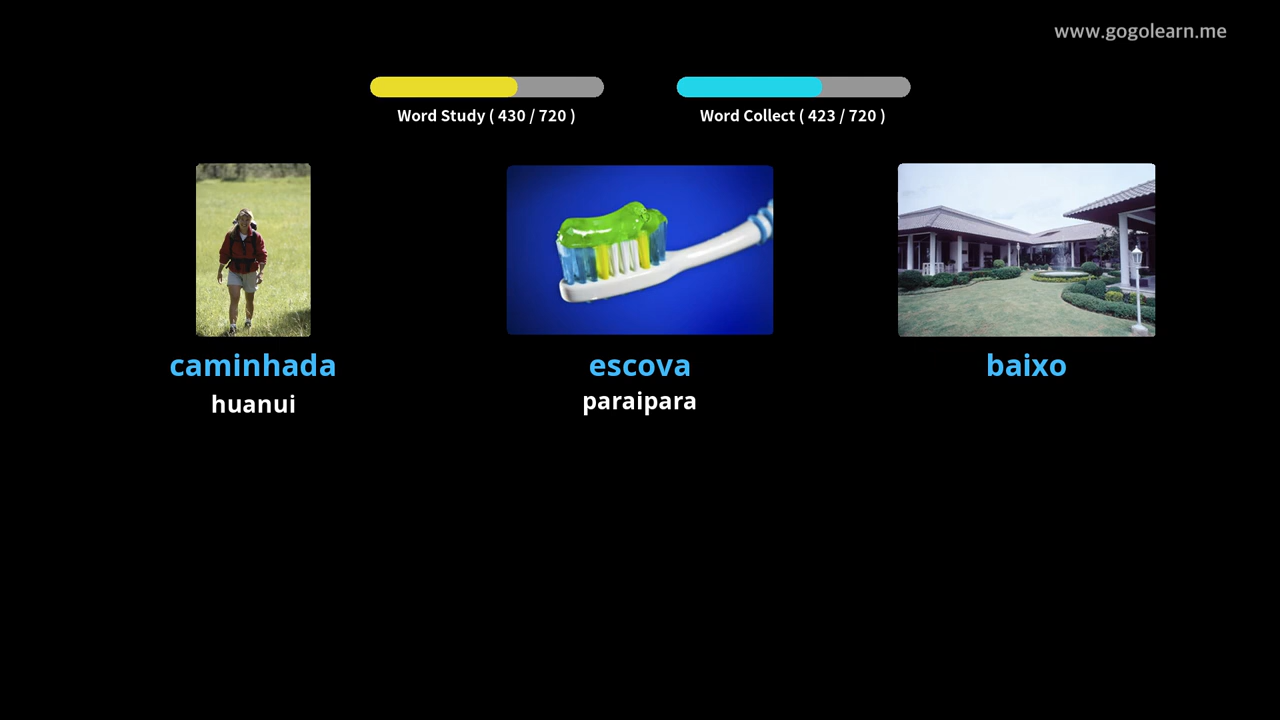 www.gogolearn.me
Word Study ( 430 / 720 )
Word Collect ( 423 / 720 )
caminhada
huanui
escova
paraipara
baixo